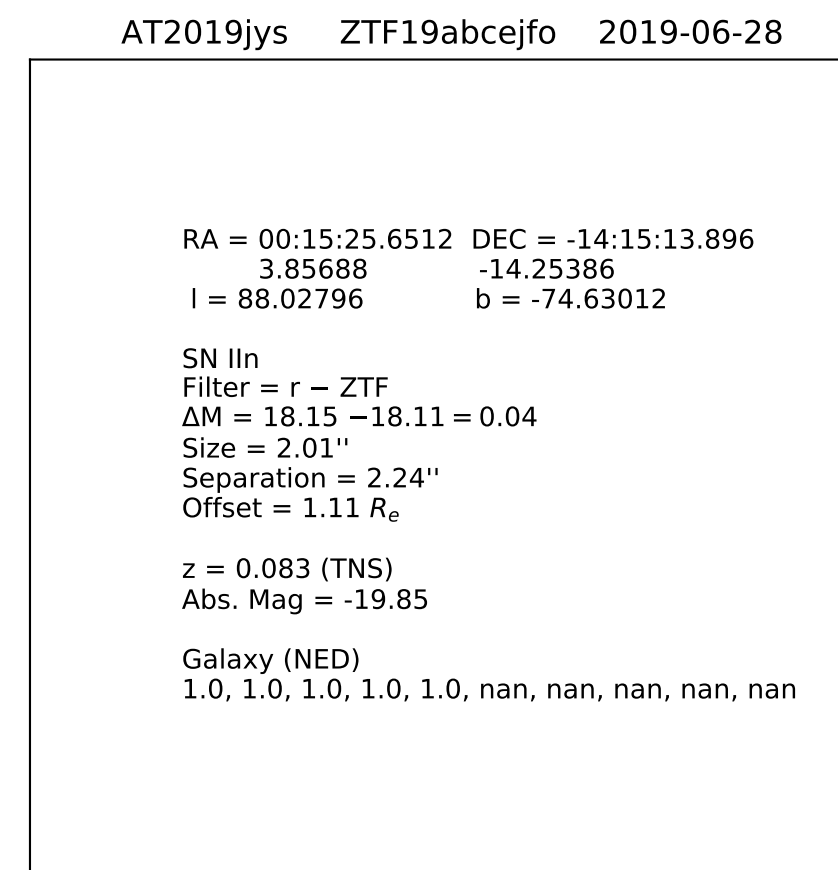 AT2019jys ZTF19abcejfo 2019-06-28
RA = 00:15:25.6512 DEC = -14:15:13.896
3.85688 -14.25386
l = 88.02796 b = -74.63012
SN IIn
Filter = r − ZTF
ΔM = 18.15 −18.11 = 0.04
Size = 2.01''
Separation = 2.24''
Offset = 1.11 Re
z = 0.083 (TNS)
Abs. Mag = -19.85
Galaxy (NED)
1.0, 1.0, 1.0, 1.0, 1.0, nan, nan, nan, nan, nan